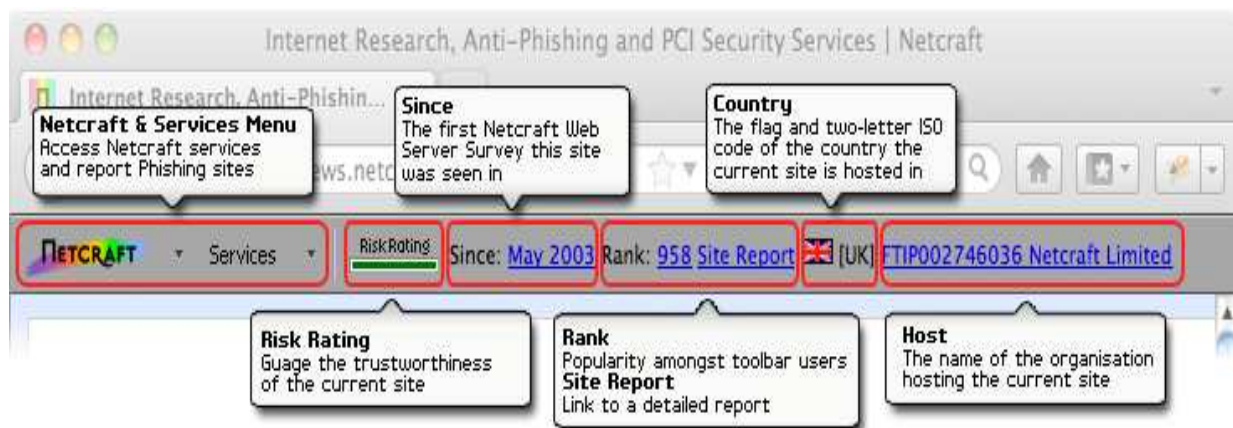 Internet Research, Anti-Phishing and PCI Security Services | Netcraft
Internet Research, Anti-Phishin...
Netcraft & Services Menu
Access Netcraft services
and report Phishing sites
Since
The first Netcraft Web
Server Survey this site
was seen in
Country
The flag and two-letter ISO
code of the country the
current site is hosted in
ews.netc
NETCRAFT Services RiskRating Since: May 2003 Rank: 958 Site Report [UK] FTIP002746036 Netcraft Limited
Risk Rating
Guage the trustworthiness
of the current site
Rank
Popularity amongst toolbar users
Site Report
Link to a detailed report
Host
The name of the organisation
hosting the current site